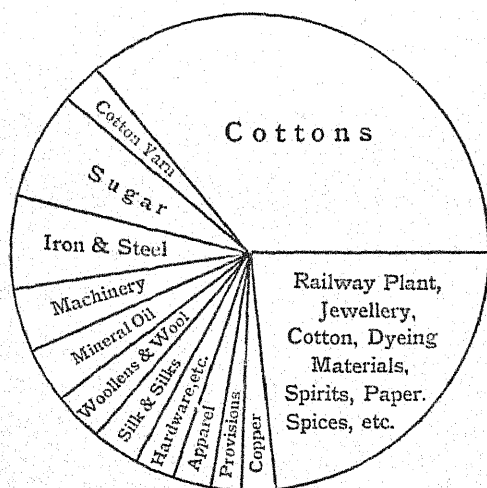 Cottons
Cotton Yarn
Sugar
Iron & Steel
Machinery
Mineral Oil
Woollens & Wool
Silk & Silks
Hardware, etc.
Apparel
Provisions
Copper
Railway Plant,
Jewellery,
Cotton, Dyeing
Materials,
Spirits, Paper.
Spices, etc.